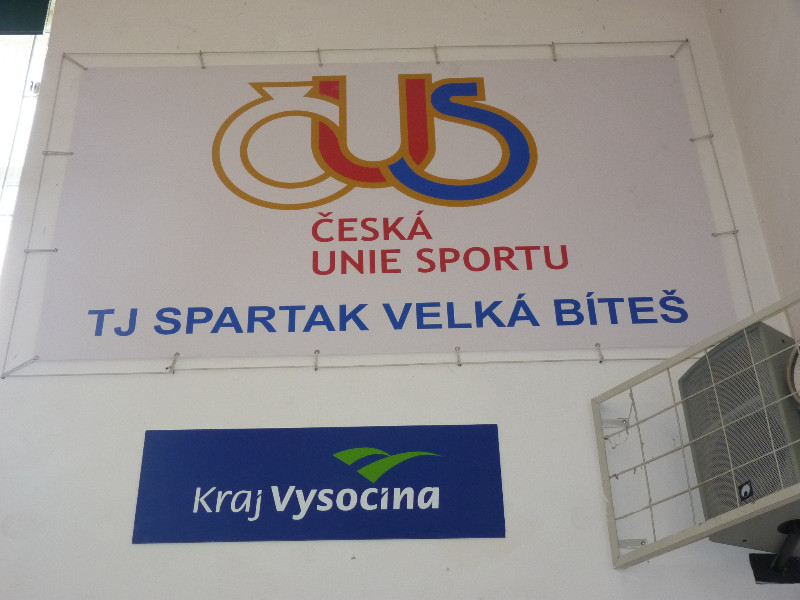 ČUS
ČESKÁ
UNIE SPORTU
TJ SPARTAK VELKÁ BÍTEŠ
Kraj Vysočina